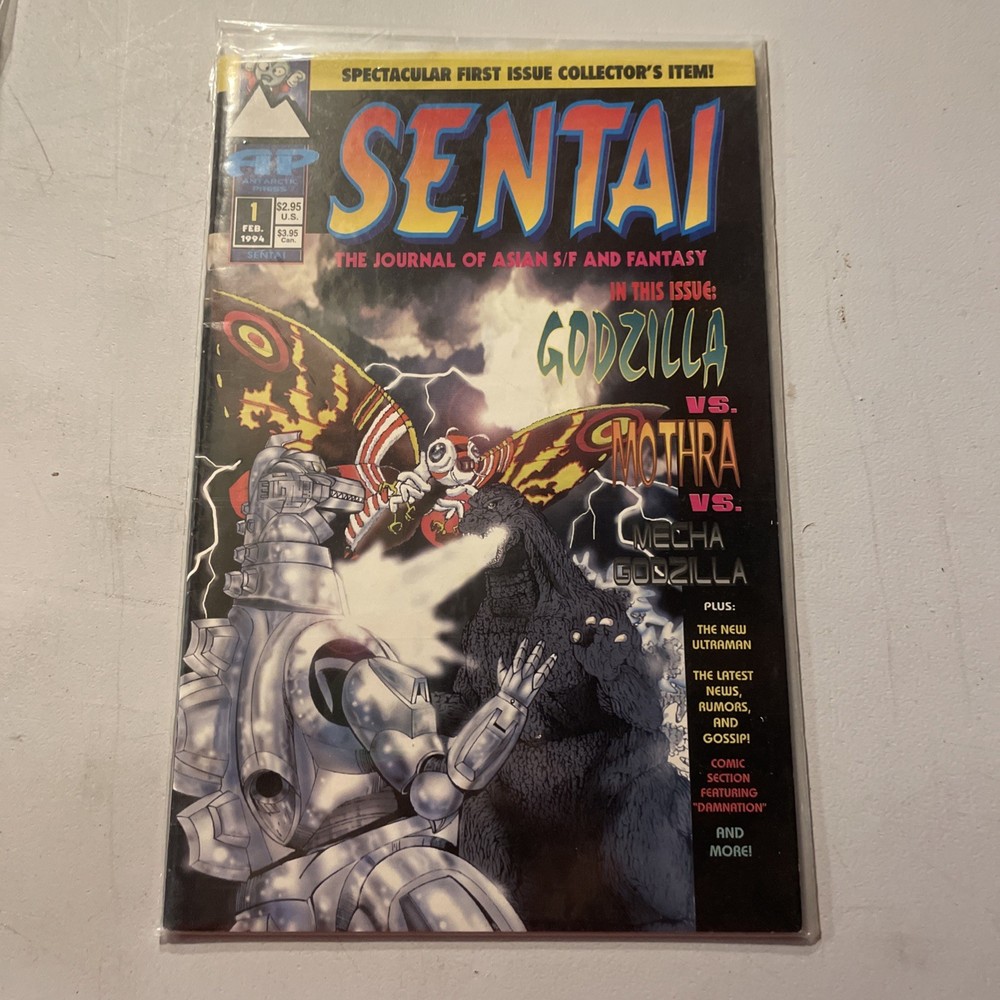 SPECTACULAR FIRST ISSUE COLLECTOR'S ITEM!
SENTAI
THE JOURNAL OF ASIAN S/F AND FANTASY
AP
ANTARCTIC
PRESS
1
FEB.
1994
$2.95
U.S.
$3.95
Can.
SENTAI
IN THIS ISSUE:
GODZILLA
VS.
MOTHRA
VS.
MECHA
GODZILLA
PLUS:
THE NEW
ULTRAMAN
THE LATEST
NEWS,
RUMORS,
AND
GOSSIP!
COMIC
SECTION
FEATURING
"DAMNATION"
AND
MORE!